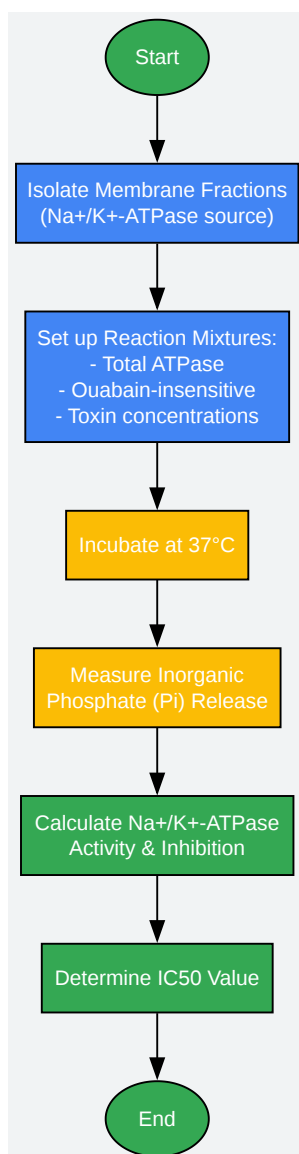 Start
Isolate Membrane Fractions
(Na+/K+-ATPase source)
Set up Reaction Mixtures:
- Total ATPase
- Ouabain-insensitive
- Toxin concentrations
Incubate at 37°C
Measure Inorganic
Phosphate (Pi) Release
Calculate Na+/K+-ATPase
Activity & Inhibition
Determine IC50 Value
End